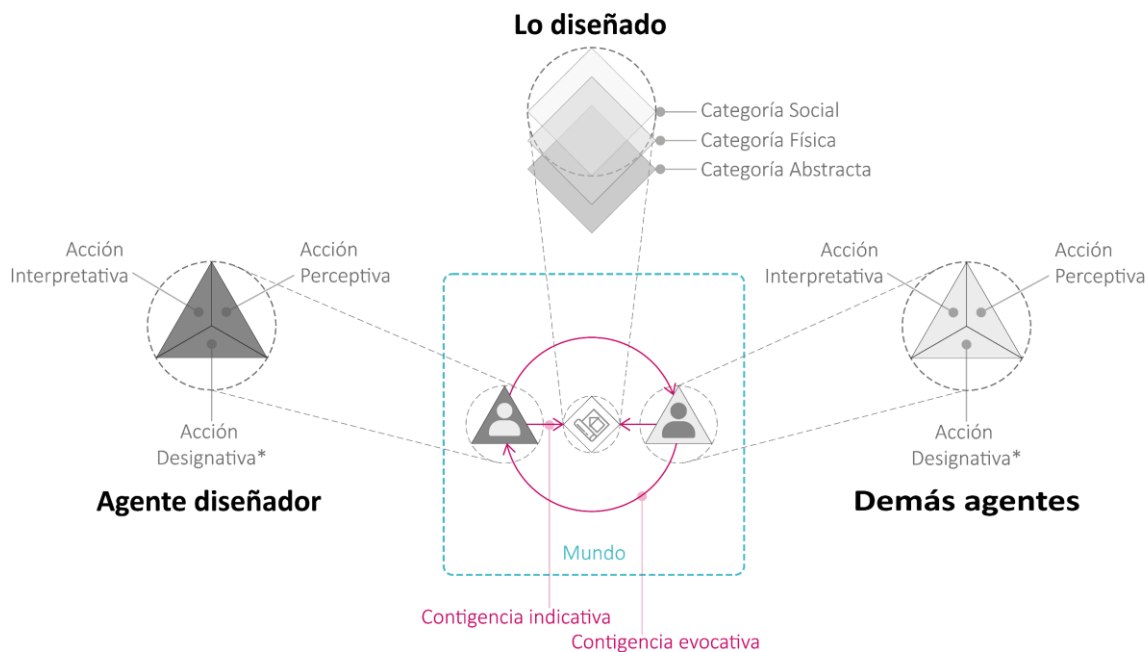 Lo diseñado
Categoría Social
Categoría Física
Categoría Abstracta
Acción
Interpretativa
Acción
Perceptiva
Acción
Designativa*
Agente diseñador
Acción
Interpretativa
Acción
Perceptiva
Acción
Designativa*
Demás agentes
Mundo
Contigencia indicativa
Contigencia evocativa